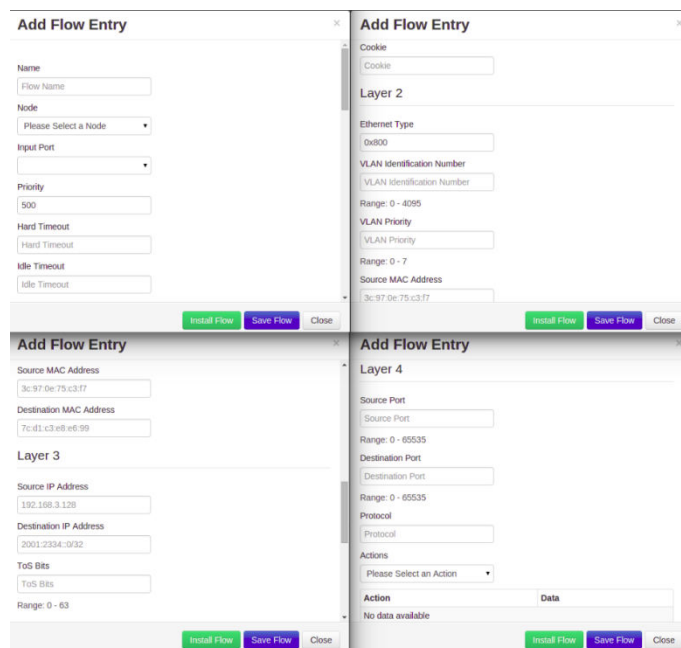 Add Flow Entry
×
Name
Flow Name
Node
Please Select a Node
Input Port
Priority
500
Hard Timeout
Hard Timeout
Idle Timeout
Idle Timeout
Install Flow Save Flow Close
Add Flow Entry
×
Cookie
Cookie
Layer 2
Ethernet Type
0x800
VLAN Identification Number
VLAN Identification Number
Range: 0 - 4095
VLAN Priority
VLAN Priority
Range: 0 - 7
Source MAC Address
3c:97:0e:75:c3:f7
Install Flow Save Flow Close
Add Flow Entry
×
Source MAC Address
3c:97:0e:75:c3:f7
Destination MAC Address
7c:d1:c3:e8:e6:99
Layer 3
Source IP Address
192.168.3.128
Destination IP Address
2001:2334::0/32
ToS Bits
ToS Bits
Range: 0 - 63
Install Flow Save Flow Close
Add Flow Entry
×
Layer 4
Source Port
Source Port
Range: 0 - 65535
Destination Port
Destination Port
Range: 0 - 65535
Protocol
Protocol
Actions
Please Select an Action
Action Data
No data available
Install Flow Save Flow Close